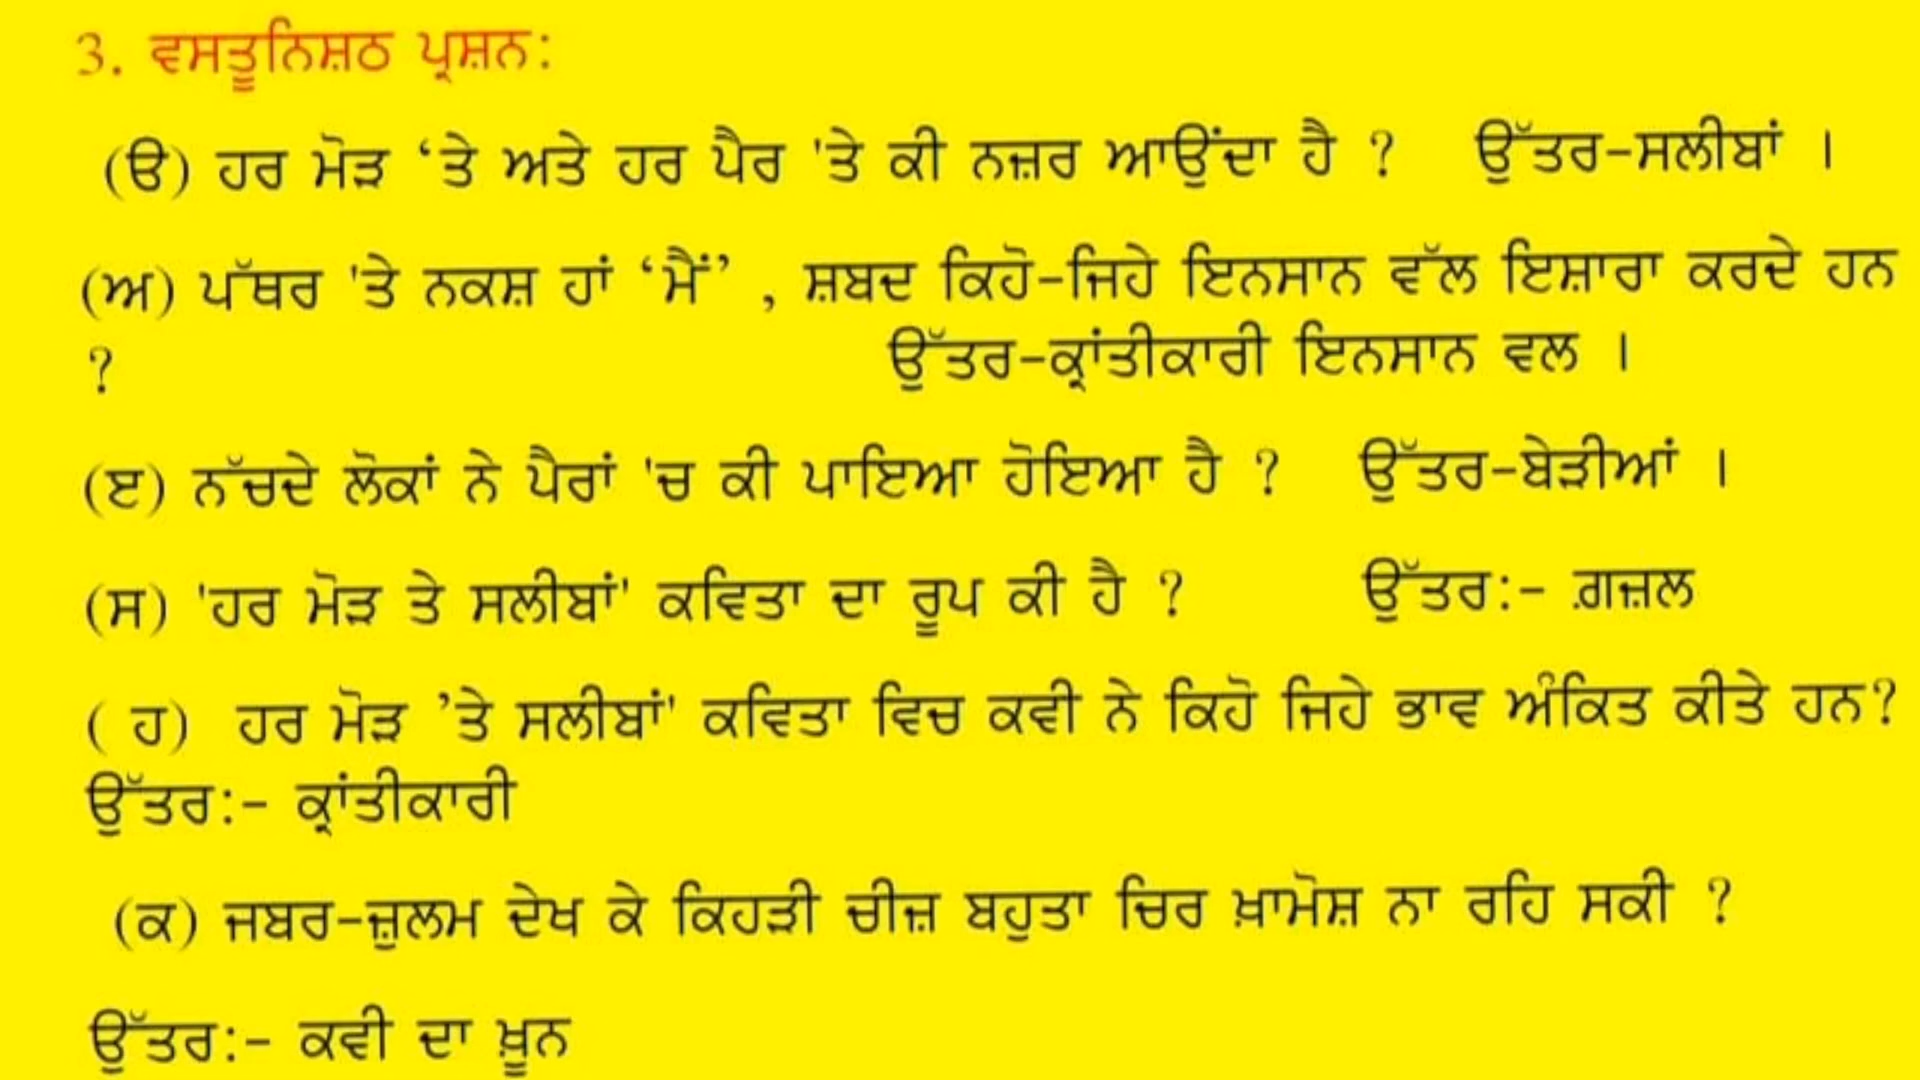 3. ਵਸਤੂਨਿਸ਼ਠ ਪ੍ਰਸ਼ਨ:
(ੳ) ਹਰ ਮੋੜ ‘ਤੇ ਅਤੇ ਹਰ ਪੈਰ 'ਤੇ ਕੀ ਨਜ਼ਰ ਆਉਂਦਾ ਹੈ ? ਉੱਤਰ-ਸਲੀਬਾਂ ।
(ਅ) ਪੱਥਰ 'ਤੇ ਨਕਸ਼ ਹਾਂ ‘ਮੈਂ’ , ਸ਼ਬਦ ਕਿਹੋ-ਜਿਹੇ ਇਨਸਾਨ ਵੱਲ ਇਸ਼ਾਰਾ ਕਰਦੇ ਹਨ
? ਉੱਤਰ-ਕ੍ਰਾਂਤੀਕਾਰੀ ਇਨਸਾਨ ਵਲ ।
(ੲ) ਨੱਚਦੇ ਲੋਕਾਂ ਨੇ ਪੈਰਾਂ 'ਚ ਕੀ ਪਾਇਆ ਹੋਇਆ ਹੈ ? ਉੱਤਰ-ਬੇੜੀਆਂ ।
(ਸ) 'ਹਰ ਮੋੜ ਤੇ ਸਲੀਬਾਂ' ਕਵਿਤਾ ਦਾ ਰੂਪ ਕੀ ਹੈ ? ਉੱਤਰ:- ਗ਼ਜ਼ਲ
( ਹ) ਹਰ ਮੋੜ ’ਤੇ ਸਲੀਬਾਂ' ਕਵਿਤਾ ਵਿਚ ਕਵੀ ਨੇ ਕਿਹੋ ਜਿਹੇ ਭਾਵ ਅੰਕਿਤ ਕੀਤੇ ਹਨ?
ਉੱਤਰ:- ਕ੍ਰਾਂਤੀਕਾਰੀ
(ਕ) ਜਬਰ-ਜ਼ੁਲਮ ਦੇਖ ਕੇ ਕਿਹੜੀ ਚੀਜ਼ ਬਹੁਤਾ ਚਿਰ ਖ਼ਾਮੋਸ਼ ਨਾ ਰਹਿ ਸਕੀ ?
ਉੱਤਰ:- ਕਵੀ ਦਾ ਖ਼ੂਨ